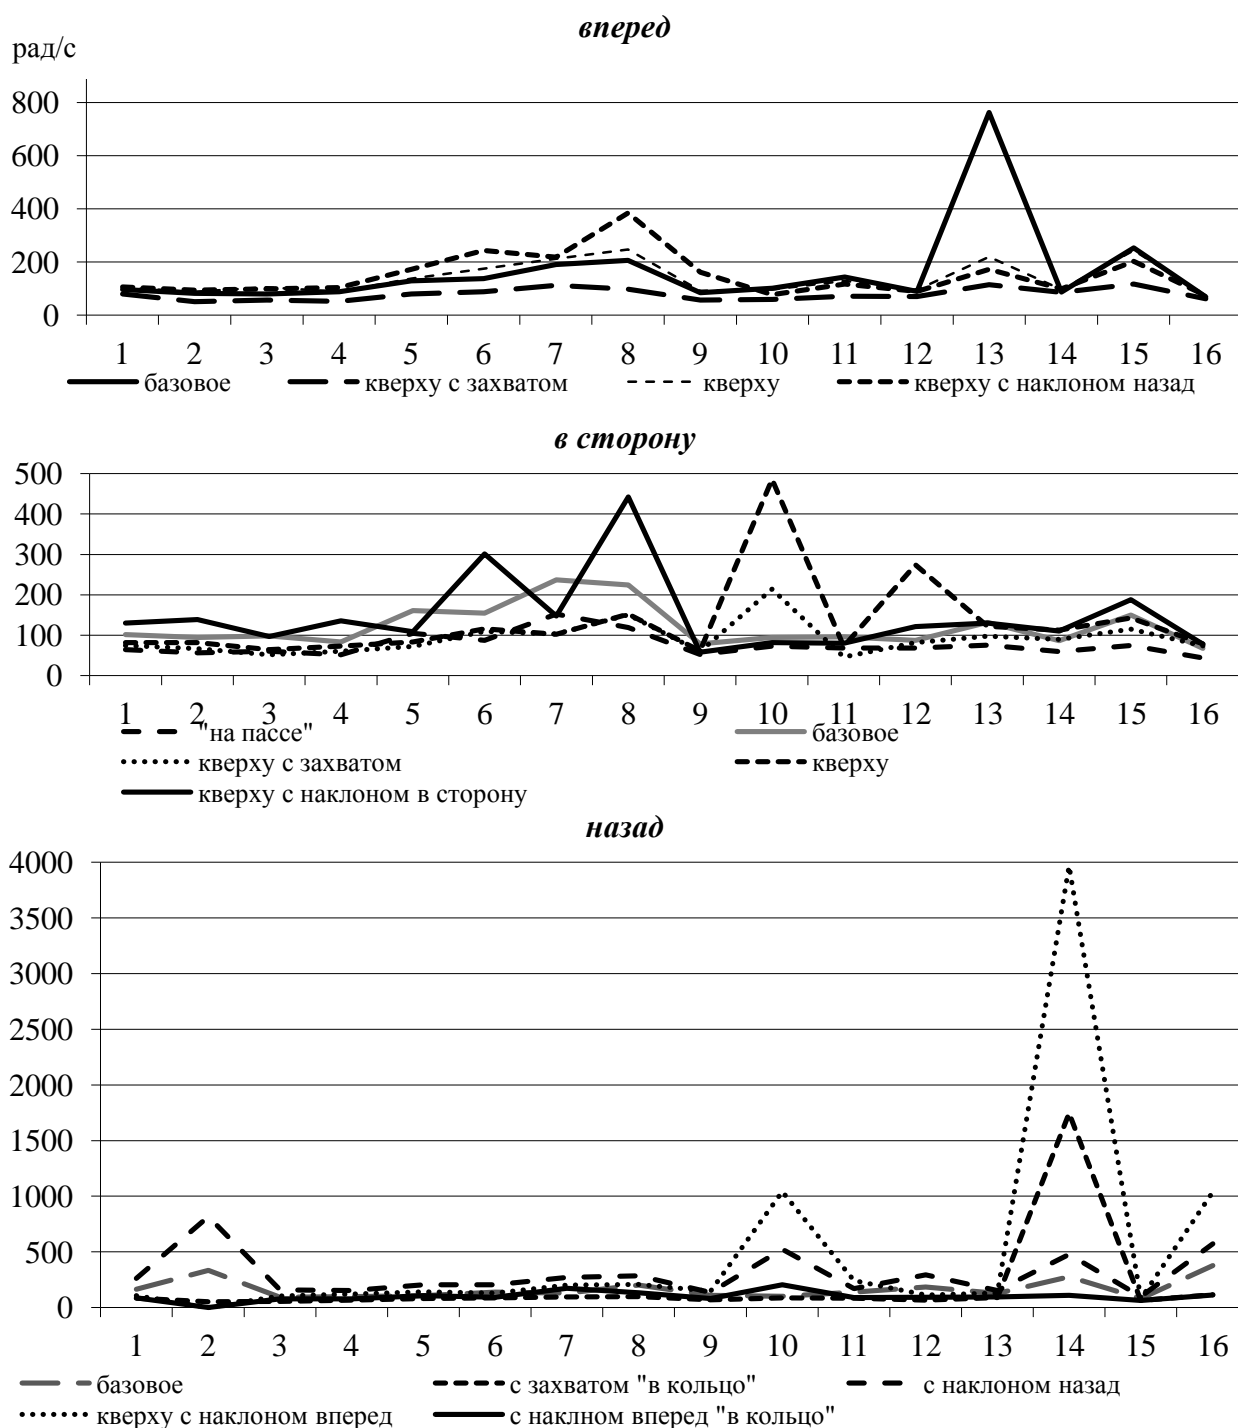 вперед
рад/с
800
600
400
200
0
1 2 3 4 5 6 7 8 9 10 11 12 13 14 15 16
базовое кверху с захватом кверху кверху с наклоном назад
в сторону
500
400
300
200
100
0
1 2 3 4 5 6 7 8 9 10 11 12 13 14 15 16
"на пассе" базовое
кверху с захватом кверху
кверху с наклоном в сторону
назад
4000
3500
3000
2500
2000
1500
1000
500
0
1 2 3 4 5 6 7 8 9 10 11 12 13 14 15 16
базовое с захватом "в кольцо" с наклоном назад
кверху с наклоном вперед с наклном вперед "в кольцо"